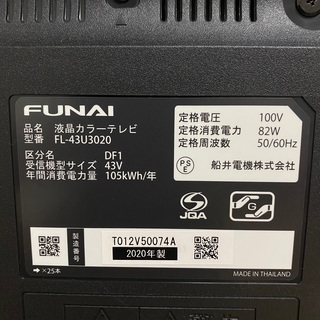 FUNAI
品名 液晶カラーテレビ
型番 FL-43U3020
区分名 DF1
受信機型サイズ 43V
年間消費電力量 105kWh/年
定格電圧 100V
定格消費電力 82W
定格周波数 50/60Hz
PSE
船井電機株式会社
JQA
G
製造番号
T012V50074A
2020年製
➔×25本
MADE IN THAILAND